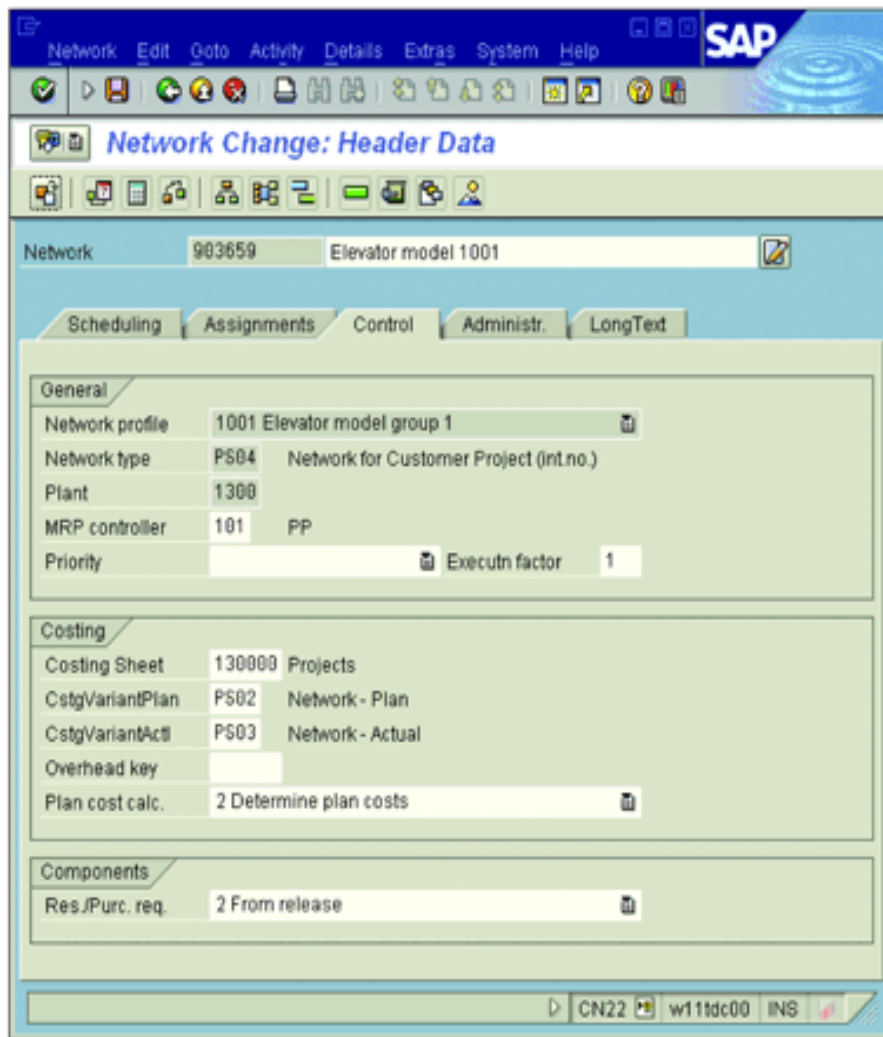 Network Edit Goto Activity Details Extras System Help
SAP
Network Change: Header Data
Network 903659 Elevator model 1001
Scheduling Assignments Control Administr. LongText
General
Network profile 1001 Elevator model group 1
Network type PS04 Network for Customer Project (int.no.)
Plant 1300
MRP controller 101 PP
Priority Executn factor 1
Costing
Costing Sheet 130000 Projects
CstgVariantPlan PS02 Network - Plan
CstgVariantActl PS03 Network - Actual
Overhead key
Plan cost calc. 2 Determine plan costs
Components
Res./Purc. req. 2 From release
CN22 w11tdc00 INS